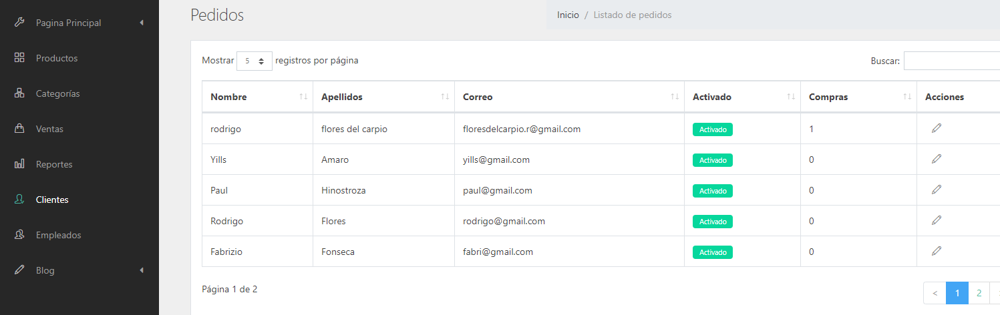 Pagina Principal
Productos
Categorías
Ventas
Reportes
Clientes
Empleados
Blog
Pedidos
Inicio / Listado de pedidos
Mostrar 5 registros por página
Buscar:
Nombre Apellidos Correo Activado Compras Acciones
rodrigo flores del carpio floresdelcarpio.r@gmail.com Activado 1
Yills Amaro yills@gmail.com Activado 0
Paul Hinostroza paul@gmail.com Activado 0
Rodrigo Flores rodrigo@gmail.com Activado 0
Fabrizio Fonseca fabri@gmail.com Activado 0
Página 1 de 2
< 1 2